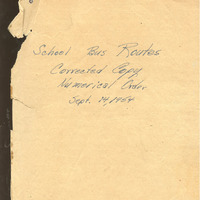 School Bus Routes
Corrected Copy
Numerical Order
Sept. 14, 1954